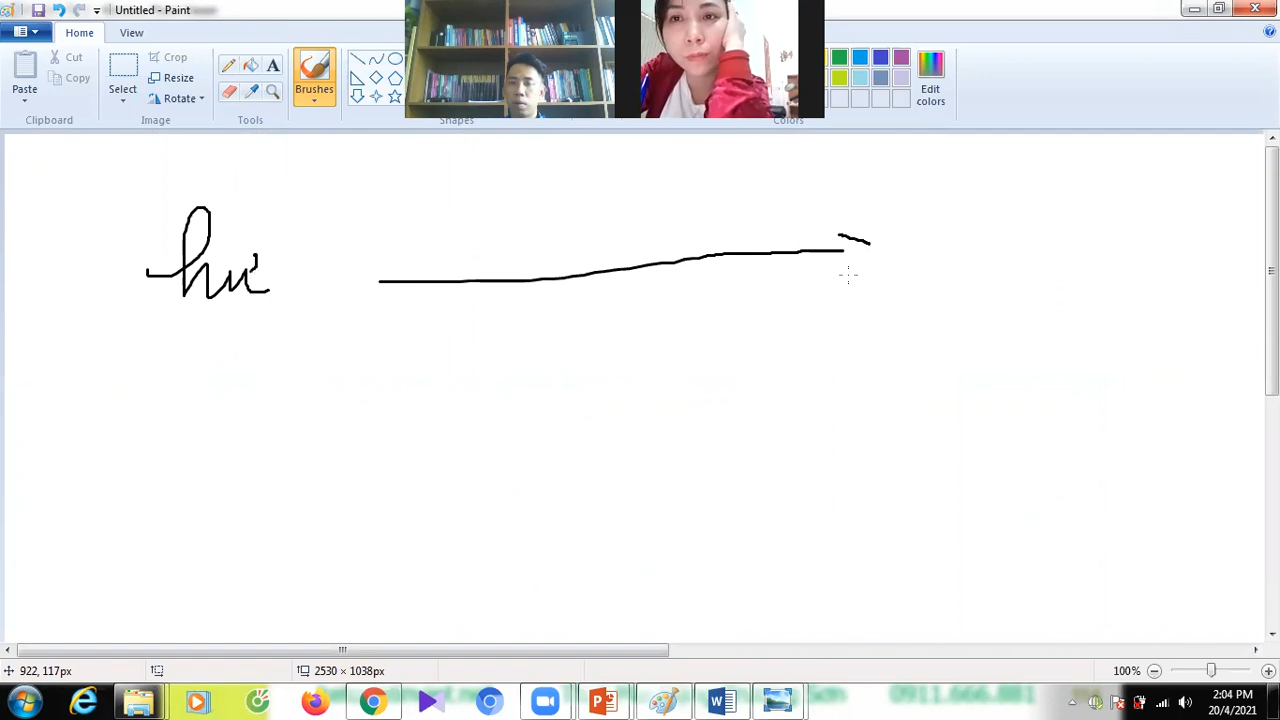 Untitled - Paint
Home
View
Paste
Cut
Copy
Clipboard
Select
Crop
Resize
Rotate
Image
Tools
Brushes
Shapes
Edit colors
Colors
922, 117px
2530 × 1038px
100%
2:04 PM
20/4/2021